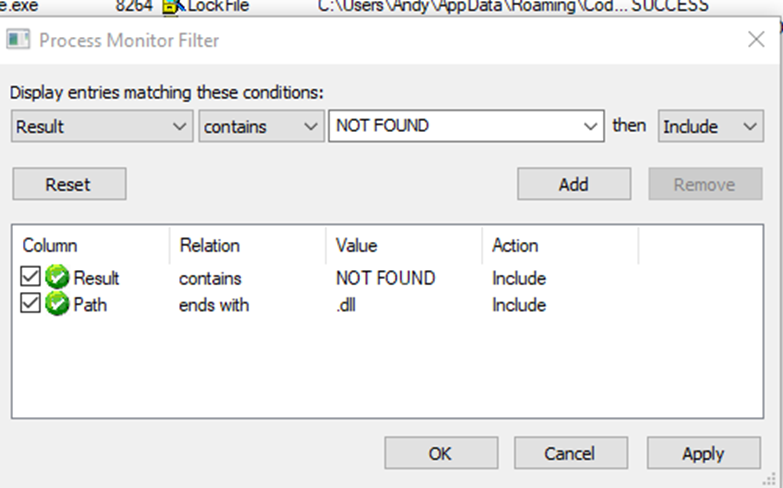 e.exe 8264 LockFile C:\Users\Andy\AppData\Roaming\Cod... SUCCESS
Process Monitor Filter
Display entries matching these conditions:
Result contains NOT FOUND then Include
Reset Add Remove
Column Relation Value Action
Result contains NOT FOUND Include
Path ends with .dll Include
OK Cancel Apply